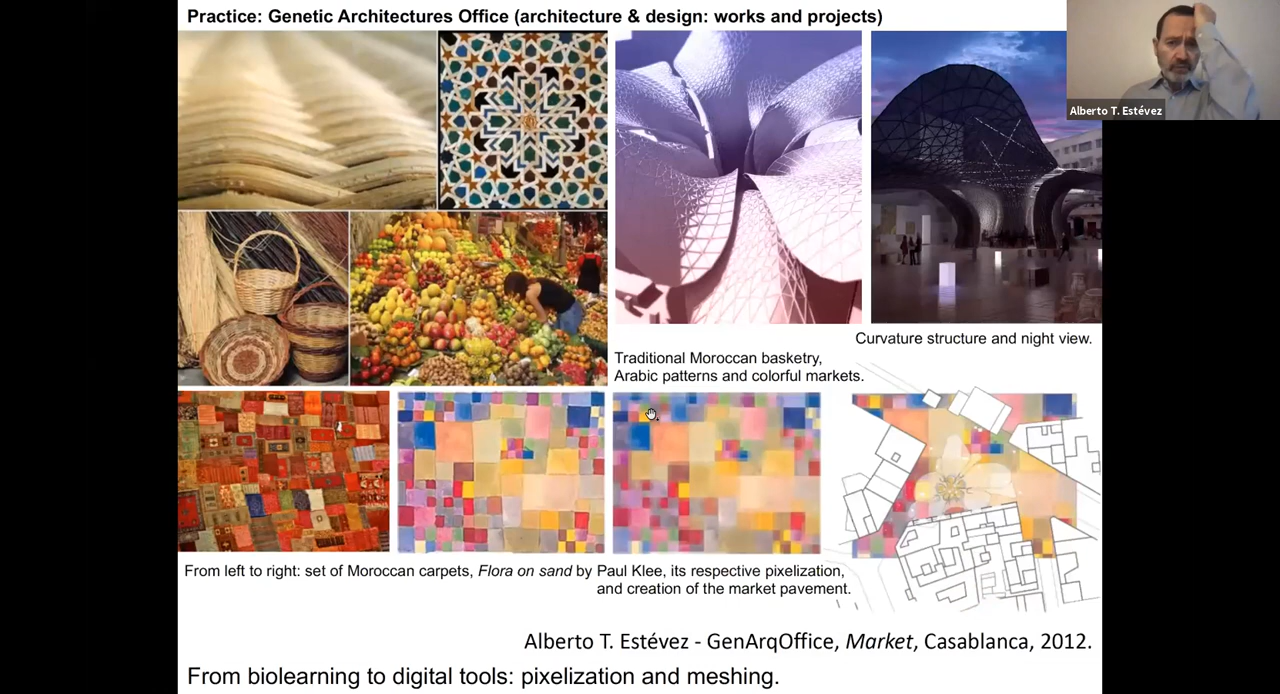 Practice: Genetic Architectures Office (architecture & design: works and projects)
Alberto T. Estévez
Curvature structure and night view.
Traditional Moroccan basketry,
Arabic patterns and colorful markets.
From left to right: set of Moroccan carpets, Flora on sand by Paul Klee, its respective pixelization,
and creation of the market pavement.
Alberto T. Estévez - GenArqOffice, Market, Casablanca, 2012.
From biolearning to digital tools: pixelization and meshing.